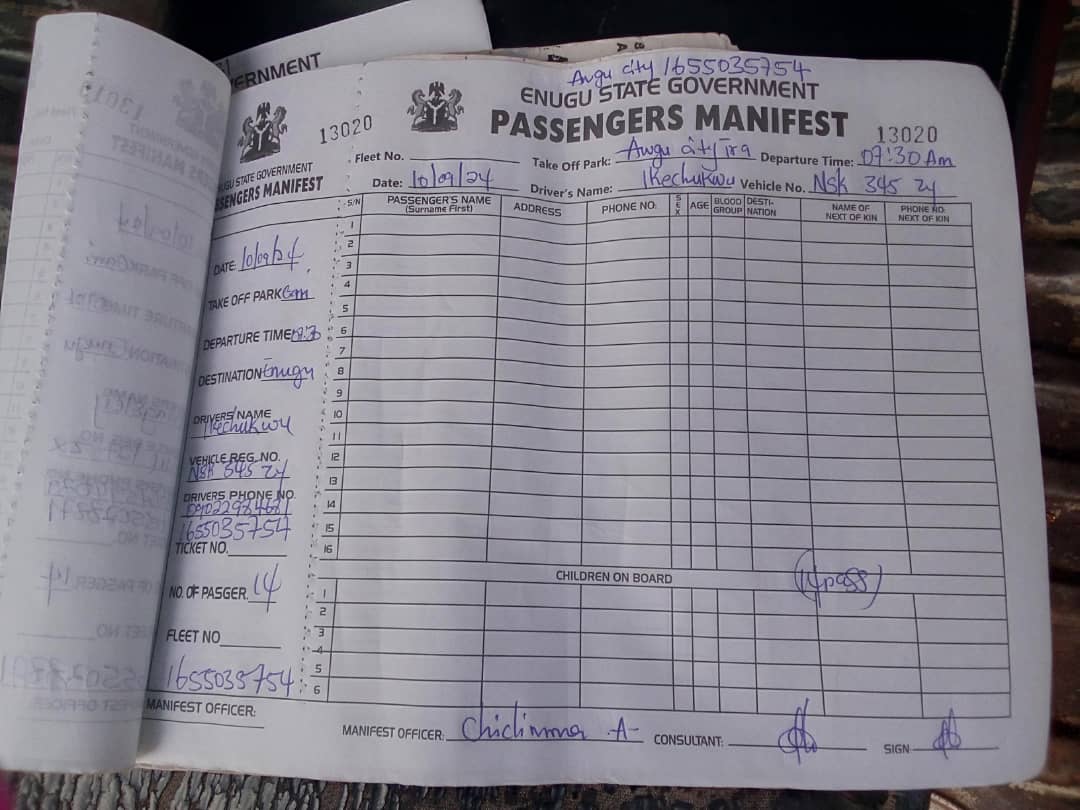 ERNMENT
Awgu city 1655035754
ENUGU STATE GOVERNMENT
PASSENGERS MANIFEST
13020
Fleet No. Take Off Park: Awgu city Departure Time: 07:30 Am
Date: 10/09/24 Driver's Name: Ikechukwu Vehicle No. NSK 345 ZY
S/N PASSENGER'S NAME (Surname First) ADDRESS PHONE NO: SEX AGE BLOOD GROUP DESTI-NATION NAME OF NEXT OF KIN PHONE NO: NEXT OF KIN
1
2
3
4
5
6
7
8
9
10
11
12
13
14
15
16
CHILDREN ON BOARD (14pass)
1
2
3
4
5
6
MANIFEST OFFICER: Chidinma A CONSULTANT: SIGN
13020
UGU STATE GOVERNMENT
SSENGERS MANIFEST
DATE 10/09/24
TAKE OFF PARK
DEPARTURE TIME
DESTINATION Enugu
DRIVERS' NAME
Ikechukwu
VEHICLE REG. NO.
NSK 345 ZY
DRIVERS PHONE NO.
1655035754
TICKET NO.
NO. OF PASGER. 14
FLEET NO
1655035754
MANIFEST OFFICER: